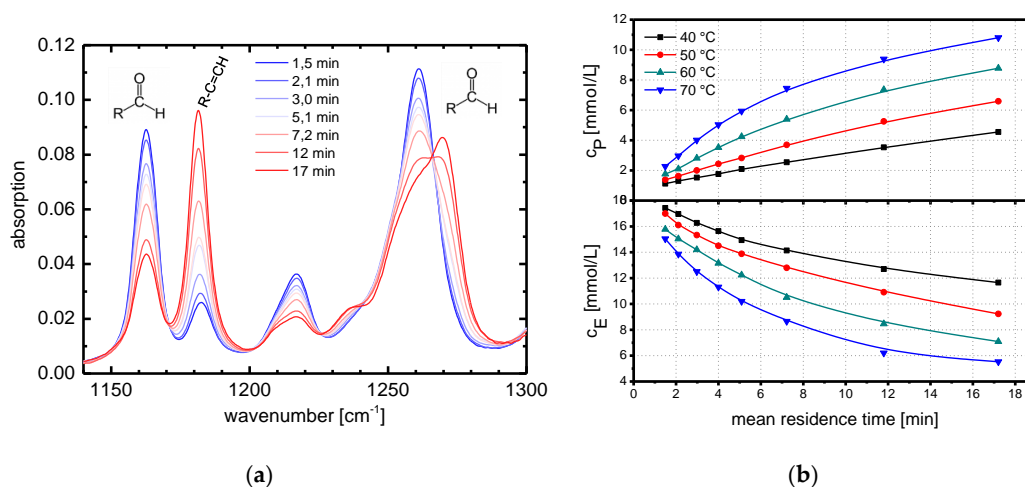 0.12
0.10
0.08
0.06
0.04
0.02
0.00
absorption
1150
1200
1250
1300
wavenumber [cm-1]
O
R
H
R-C=CH
1,5 min
2,1 min
3,0 min
5,1 min
7,2 min
12 min
17 min
O
R
H
(a)
40 °C
50 °C
60 °C
70 °C
12
10
8
6
4
2
cP [mmol/L]
16
14
12
10
8
6
4
cE [mmol/L]
0
2
4
6
8
10
12
14
16
18
mean residence time [min]
(b)